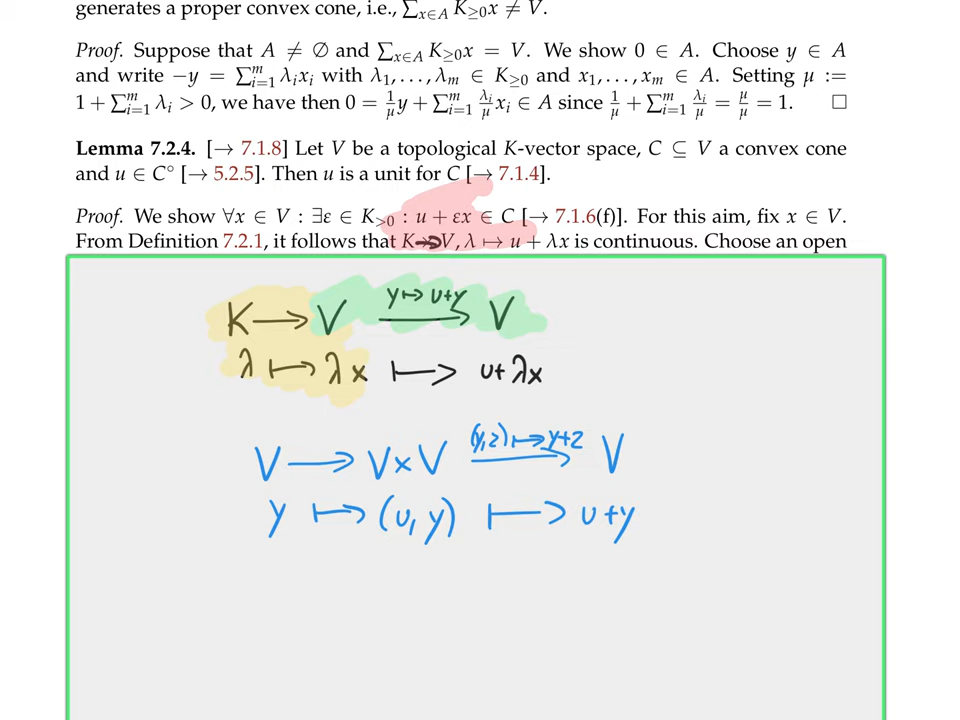 generates a proper convex cone, i.e., ∑_{x∈A} K_{≥0}x ≠ V.
Proof. Suppose that A ≠ ∅ and ∑_{x∈A} K_{≥0}x = V. We show 0 ∈ A. Choose y ∈ A
and write −y = ∑_{i=1}^m λ_i x_i with λ_1, . . . , λ_m ∈ K_{≥0} and x_1, . . . , x_m ∈ A. Setting μ :=
1 + ∑_{i=1}^m λ_i > 0, we have then 0 = 1/μ y + ∑_{i=1}^m λ_i/μ x_i ∈ A since 1/μ + ∑_{i=1}^m λ_i/μ = μ/μ = 1. □
Lemma 7.2.4. [→ 7.1.8] Let V be a topological K-vector space, C ⊆ V a convex cone
and u ∈ C° [→ 5.2.5]. Then u is a unit for C [→ 7.1.4].
Proof. We show ∀x ∈ V : ∃ε ∈ K_{>0} : u + εx ∈ C [→ 7.1.6(f)]. For this aim, fix x ∈ V.
From Definition 7.2.1, it follows that K → V, λ ↦ u + λx is continuous. Choose an open
y ↦ u+y
K ⟶ V ⟶ V
λ ⟼ λx ⟼ u+λx
(y,z) ↦ y+z
V ⟶ V×V ⟶ V
y ⟼ (u, y) ⟼ u+y